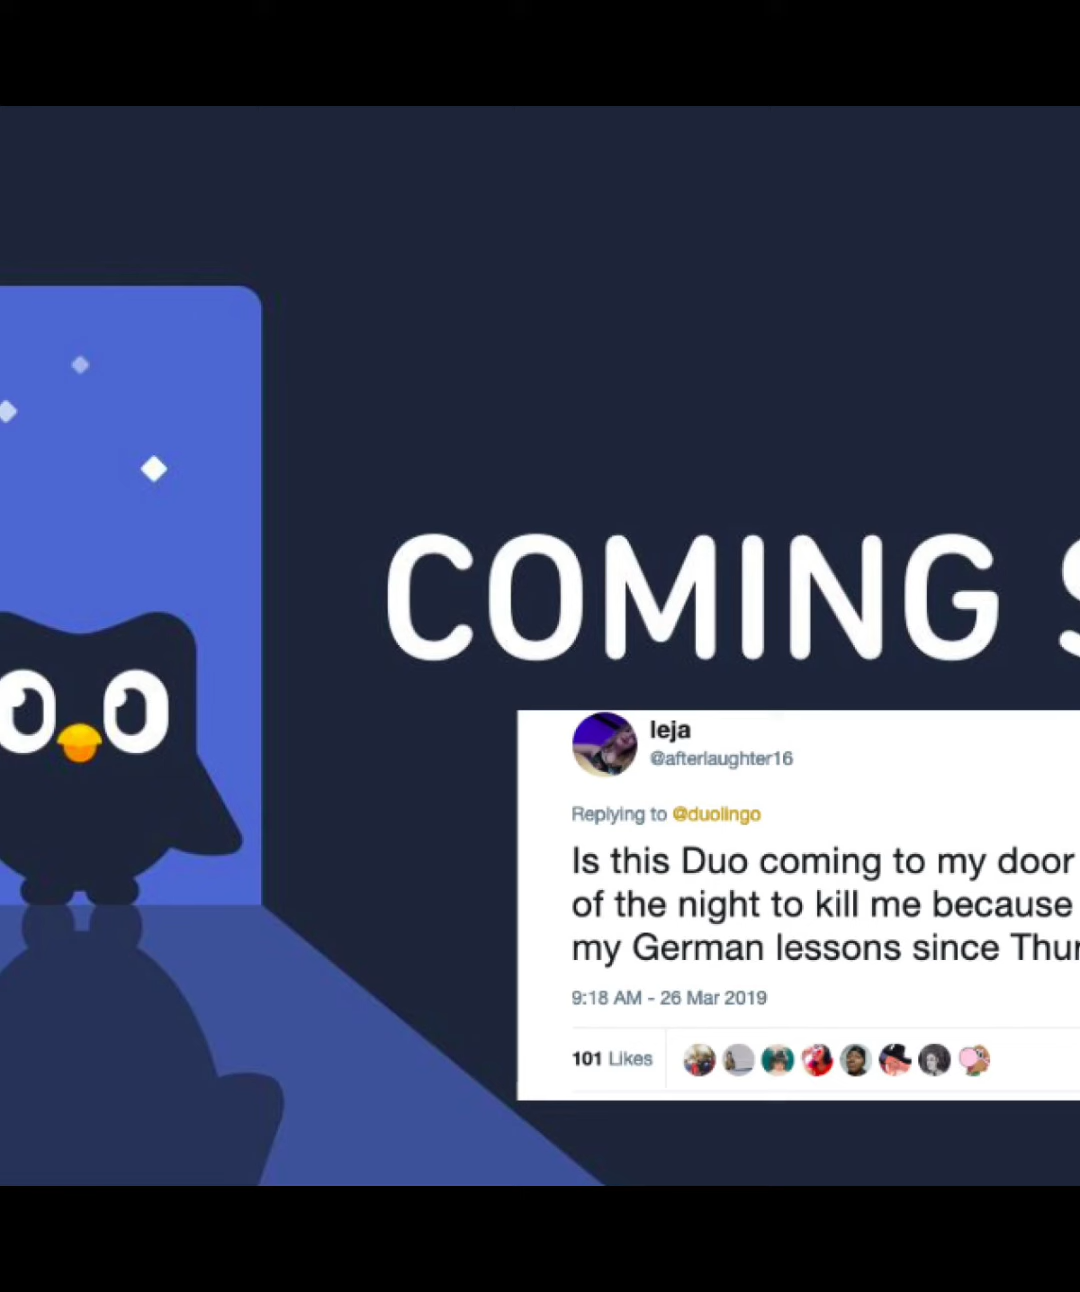 COMING
leja
@afterlaughter16
Replying to @duolingo
Is this Duo coming to my door
of the night to kill me because
my German lessons since
9:18 AM - 26 Mar 2019
101 Likes